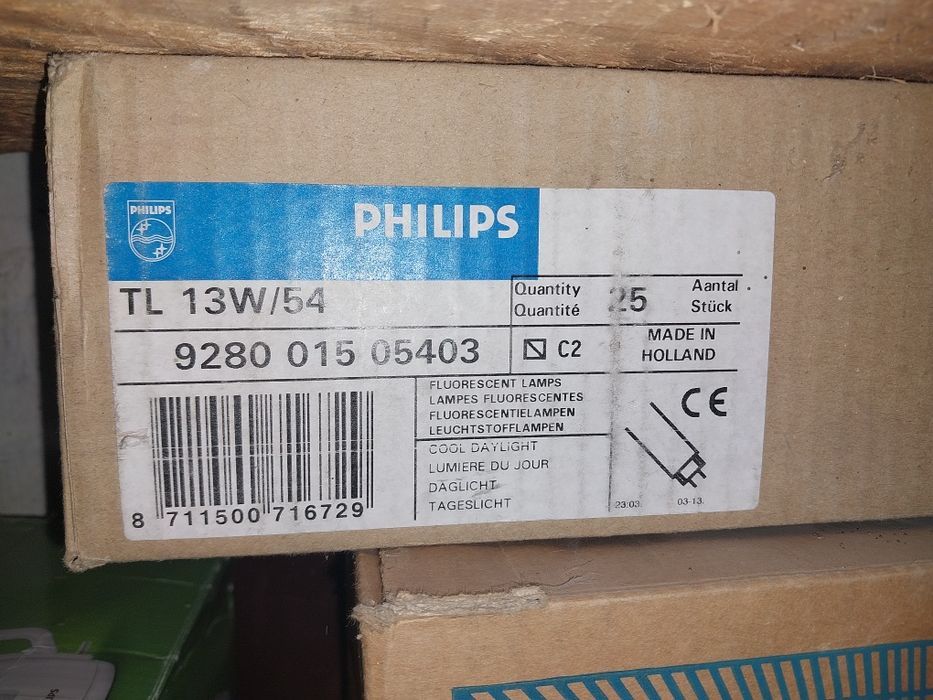 PHILIPS
PHILIPS
TL 13W/54
Quantity
Quantité
25
Aantal
Stück
9280 015 05403
C2
MADE IN
HOLLAND
FLUORESCENT LAMPS
LAMPES FLUORESCENTES
FLUORESCENTIELAMPEN
LEUCHTSTOFFLAMPEN
CE
COOL DAYLIGHT
LUMIERE DU JOUR
DAGLICHT
TAGESLICHT
23:03.
03-13.
8 711500 716729